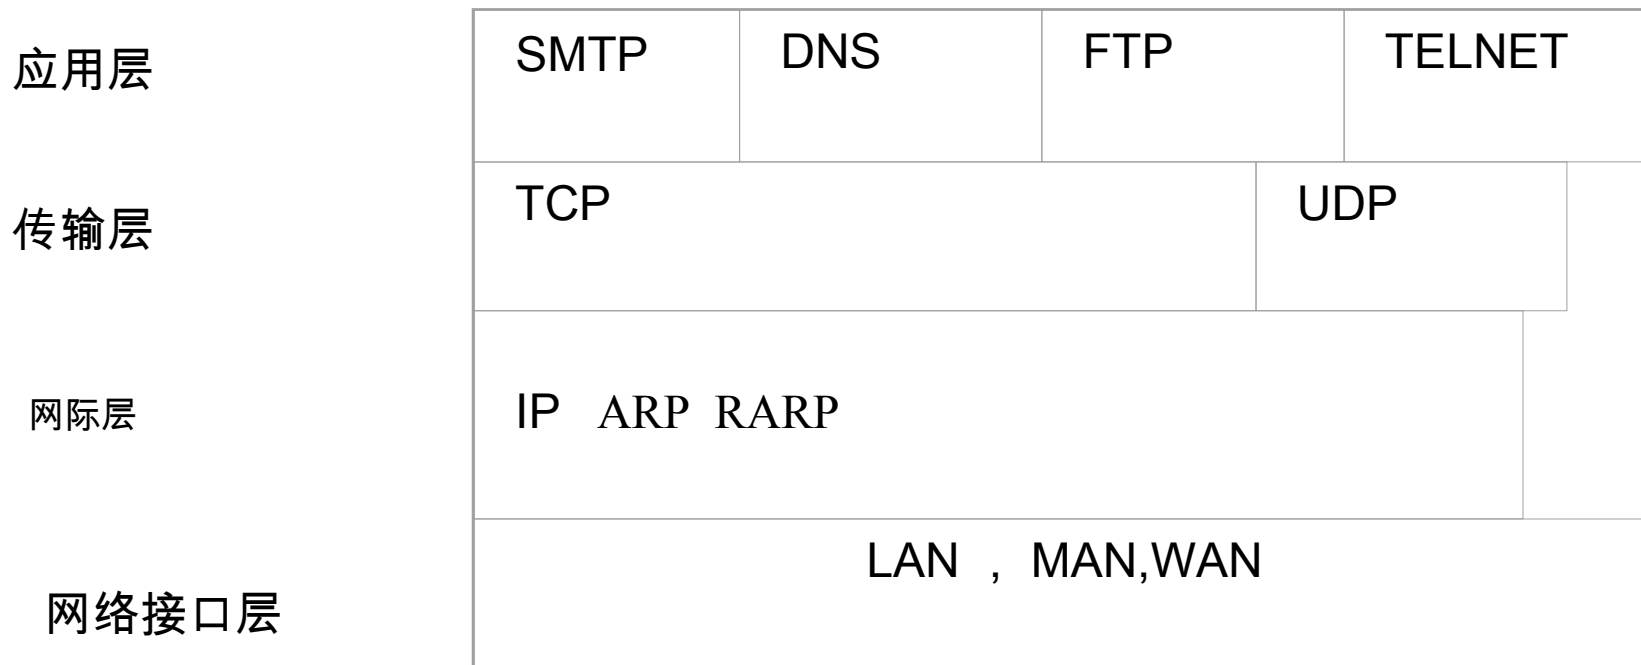 应用层 SMTP DNS FTP TELNET
传输层 TCP UDP
网际层 IP ARP RARP
网络接口层 LAN , MAN,WAN